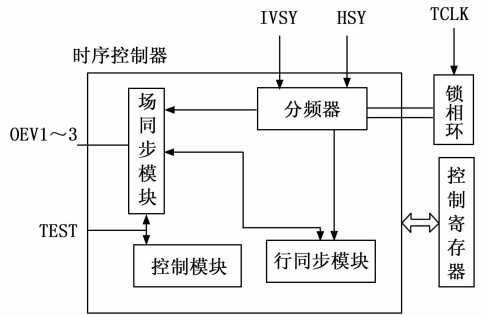 IVSY
HSY
TCLK
时序控制器
场同步模块
分频器
锁相环
OEV1～3
TEST
控制模块
行同步模块
控制寄存器